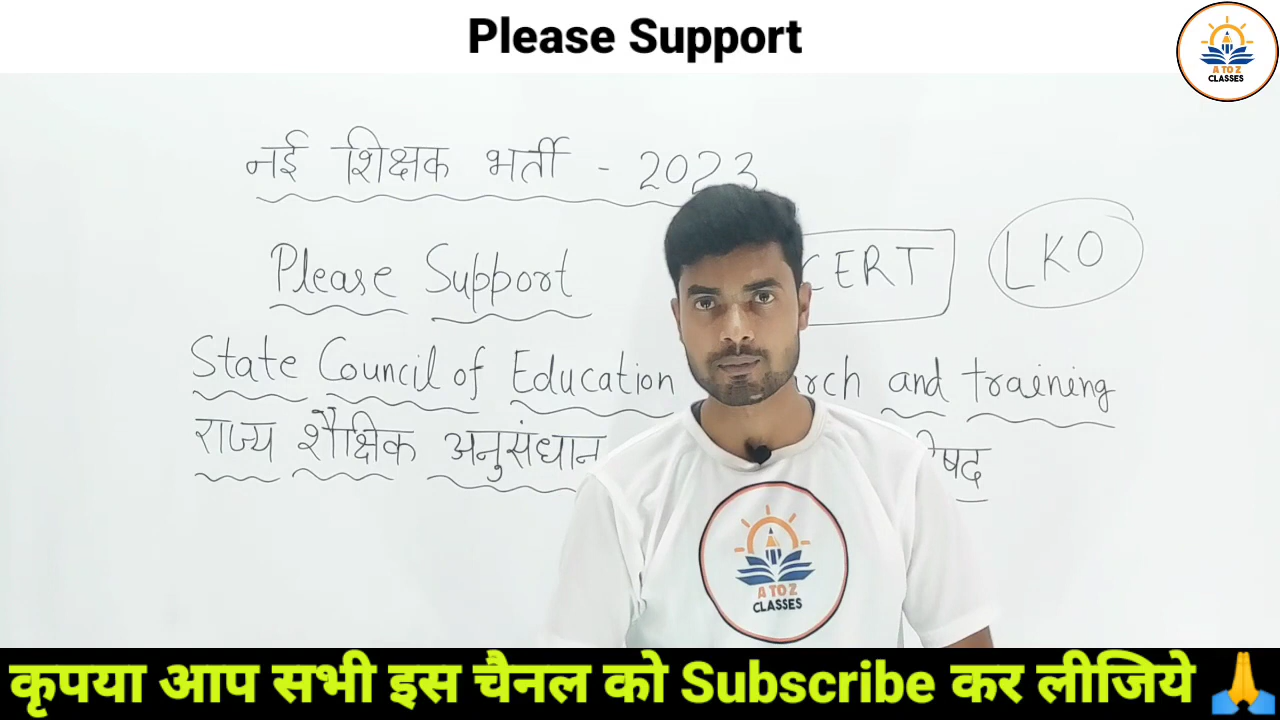 Please Support
A TO Z
CLASSES
नई शिक्षक भर्ती - 2023
Please Support CERT LKO
State Council of Education rch and training
राज्य शैक्षिक अनुसंधान षद
A TO Z
CLASSES
कृपया आप सभी इस चैनल को Subscribe कर लीजिये 🙏